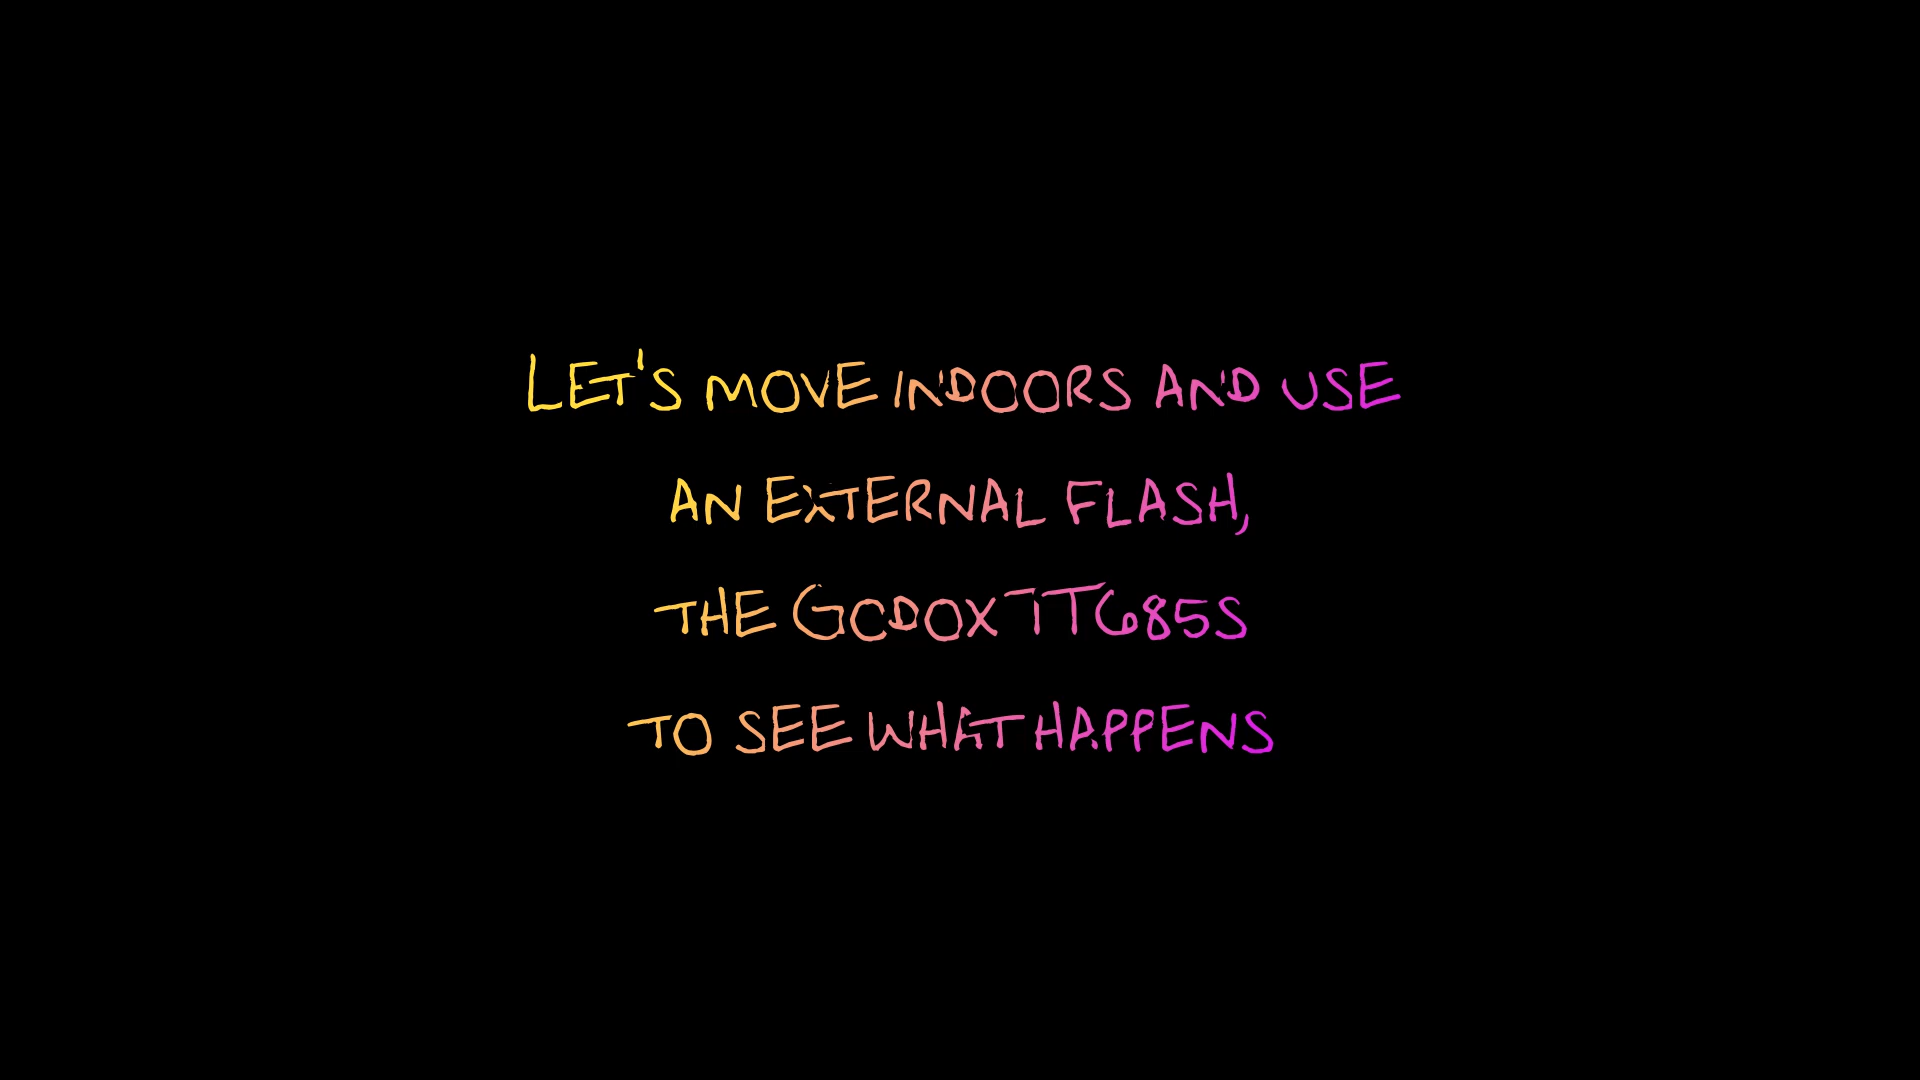 LET'S MOVE INDOORS AND USE
AN EXTERNAL FLASH,
THE GODOX TT685S
TO SEE WHAT HAPPENS